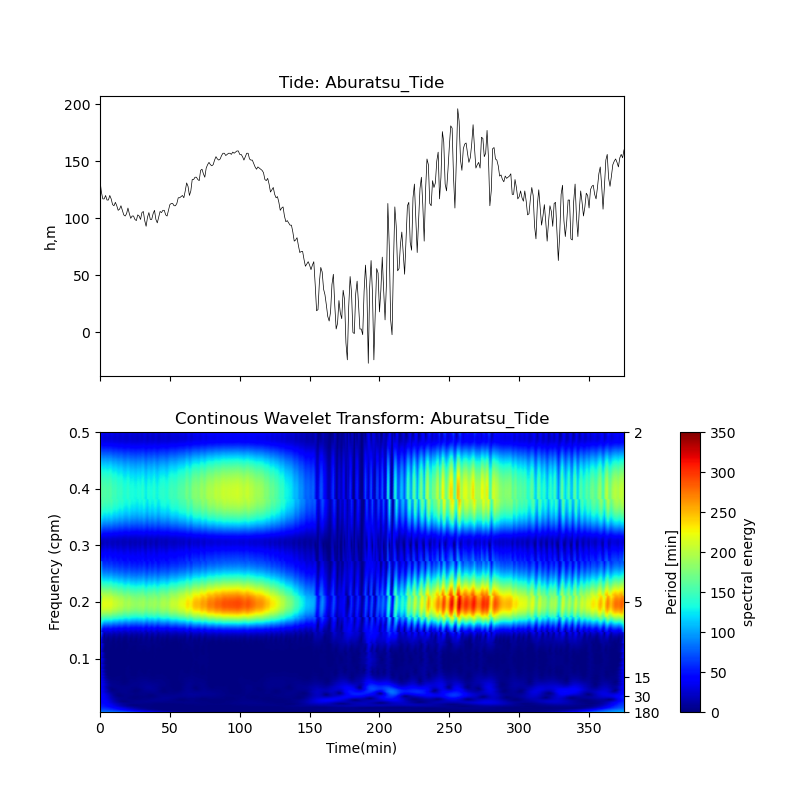 Tide: Aburatsu_Tide
200
150
100
50
0
h,m
Continous Wavelet Transform: Aburatsu_Tide
0.5
0.4
0.3
0.2
0.1
Frequency (cpm)
0 50 100 150 200 250 300 350
Time(min)
2
5
15
30
180
Period [min]
350
300
250
200
150
100
50
0
spectral energy